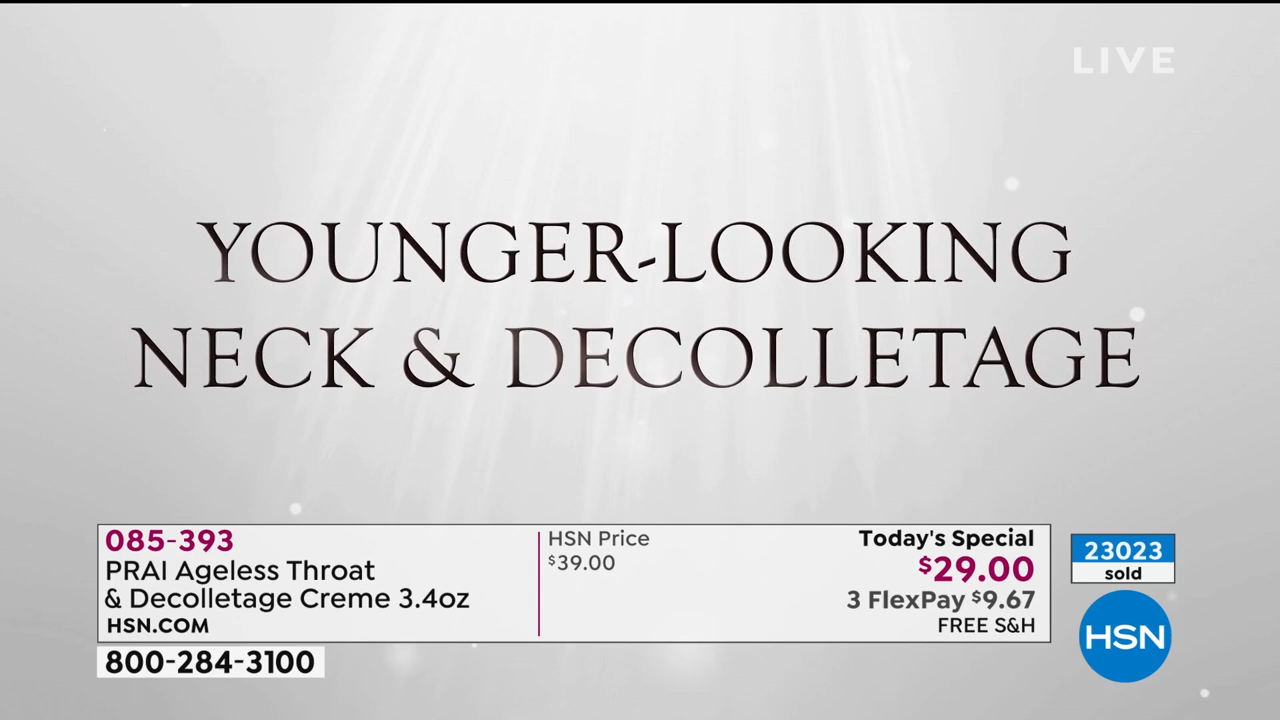 LIVE
YOUNGER-LOOKING
NECK & DECOLLETAGE
085-393
PRAI Ageless Throat
& Decolletage Creme 3.4oz
HSN.COM
HSN Price
$39.00
Today's Special
$29.00
3 FlexPay $9.67
FREE S&H
23023
sold
HSN
800-284-3100